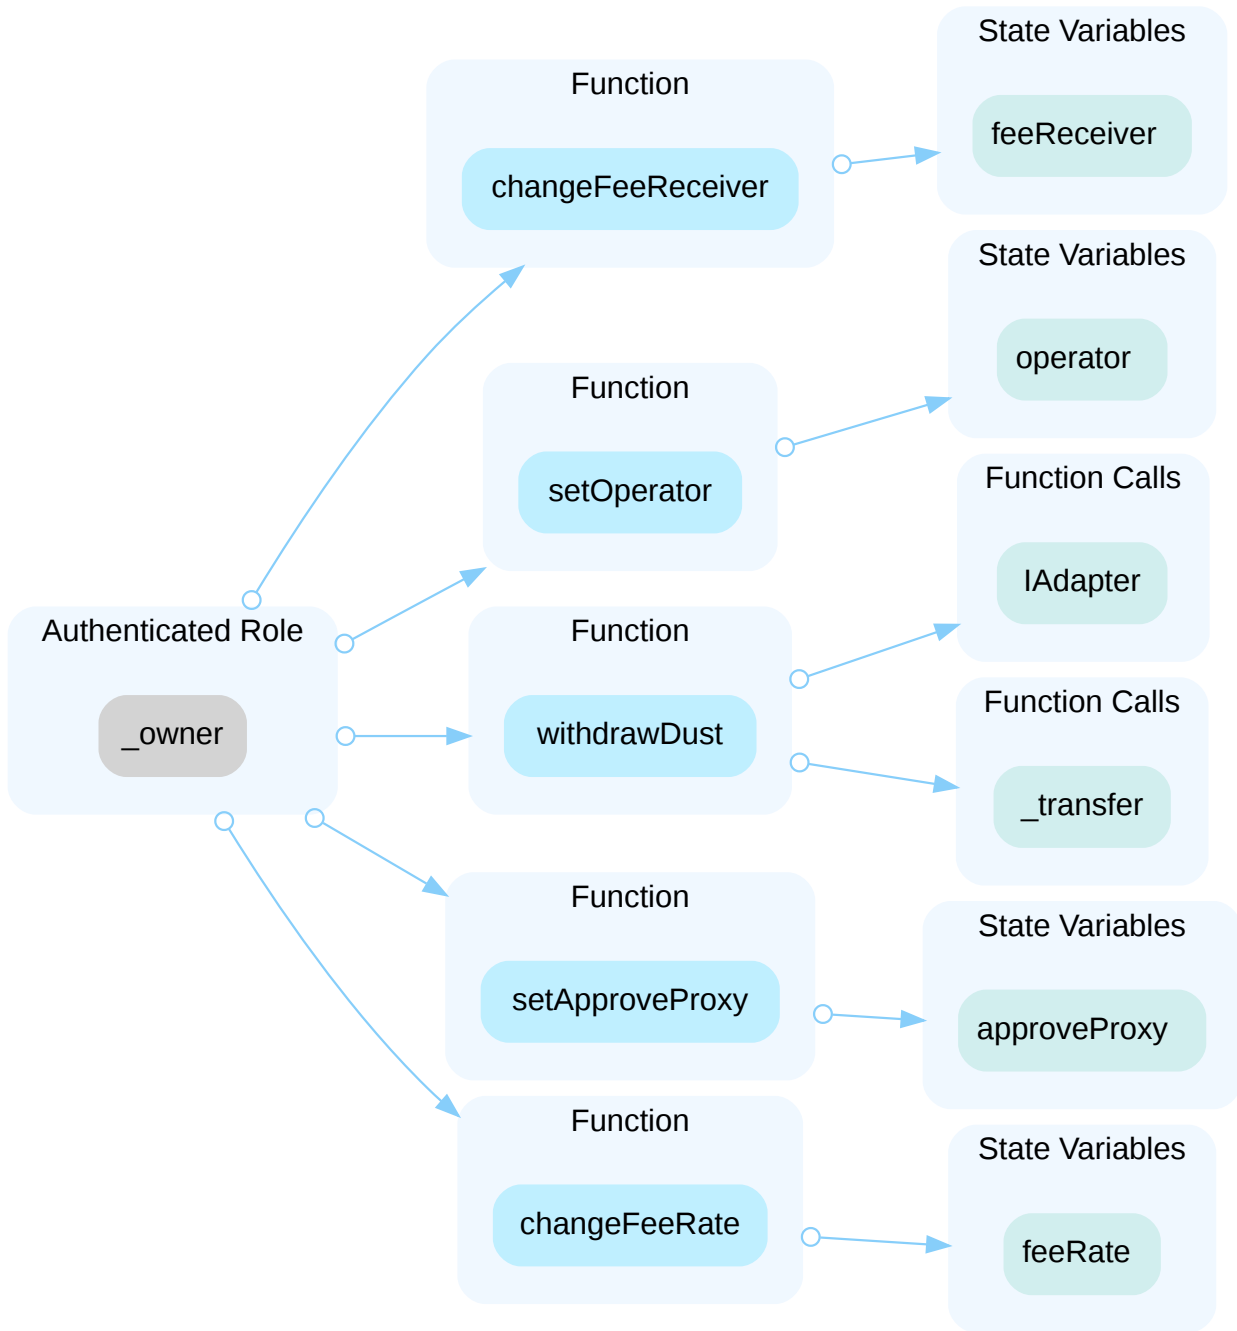 State Variables
feeReceiver
Function
changeFeeReceiver
State Variables
operator
Function
setOperator
Function Calls
IAdapter
Authenticated Role
_owner
Function
withdrawDust
Function Calls
_transfer
Function
setApproveProxy
State Variables
approveProxy
Function
changeFeeRate
State Variables
feeRate